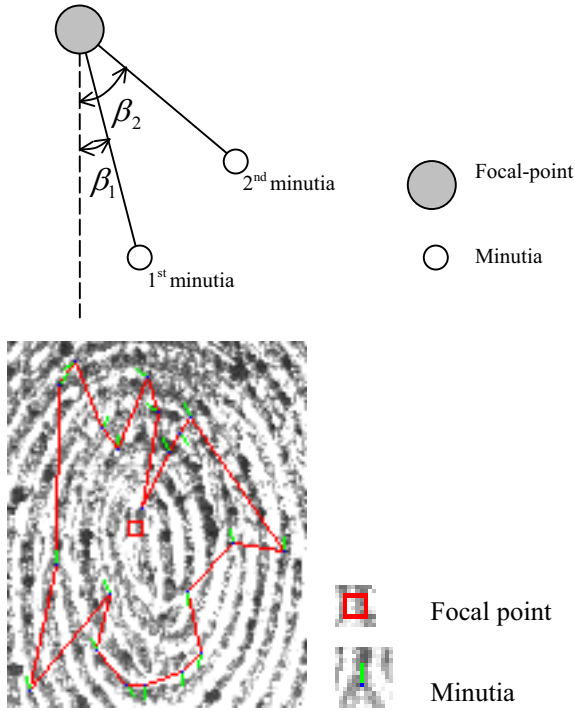 β2
β1
2nd minutia
1st minutia
Focal-point
Minutia
Focal point
Minutia